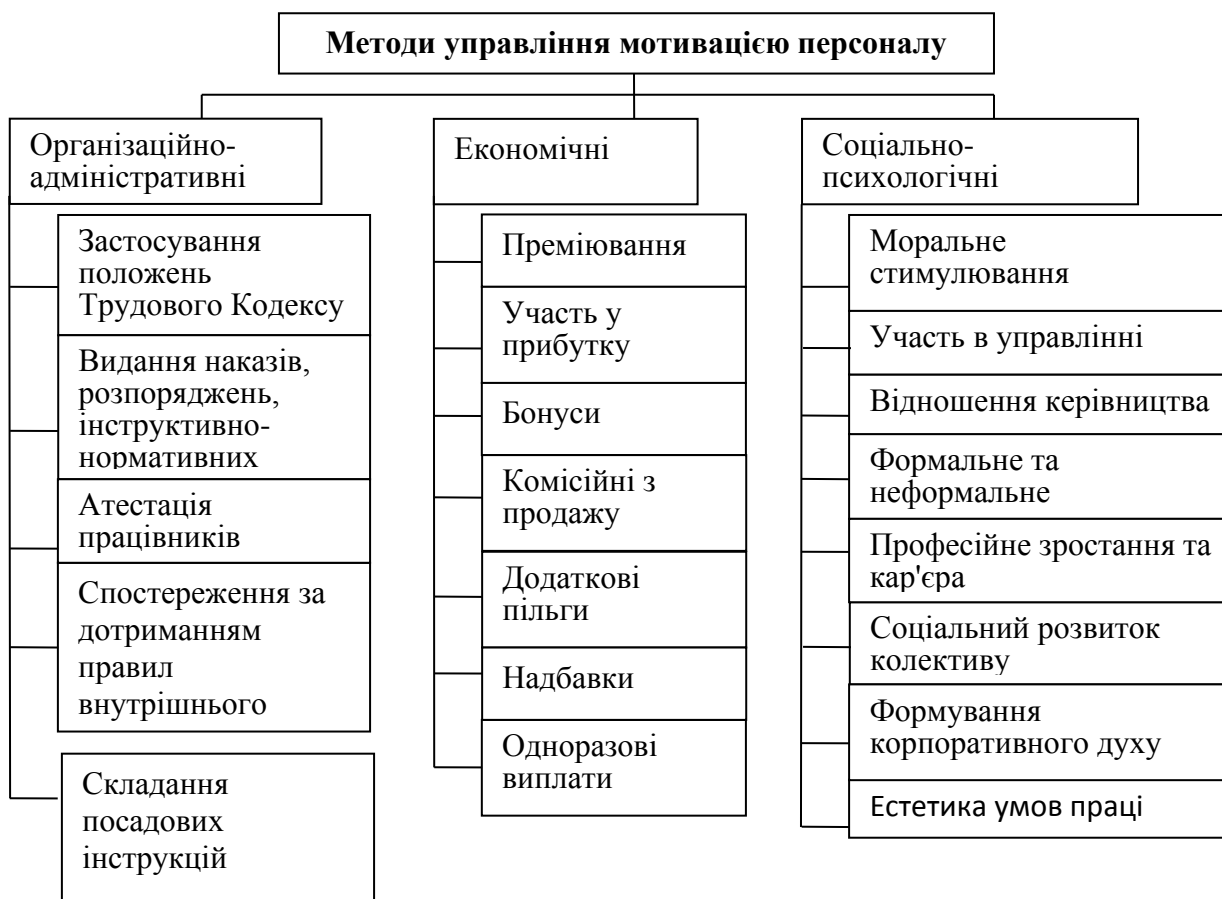 Методи управління мотивацією персоналу
Організаційно-
адміністративні
Застосування
положень
Трудового Кодексу
Видання наказів,
розпоряджень,
інструктивно-
нормативних
Атестація
працівників
Спостереження за
дотриманням
правил
внутрішнього
Складання
посадових
інструкцій
Економічні
Преміювання
Участь у
прибутку
Бонуси
Комісійні з
продажу
Додаткові
пільги
Надбавки
Одноразові
виплати
Соціально-
психологічні
Моральне
стимулювання
Участь в управлінні
Відношення керівництва
Формальне та
неформальне
Професійне зростання та
кар'єра
Соціальний розвиток
колективу
Формування
корпоративного духу
Естетика умов праці